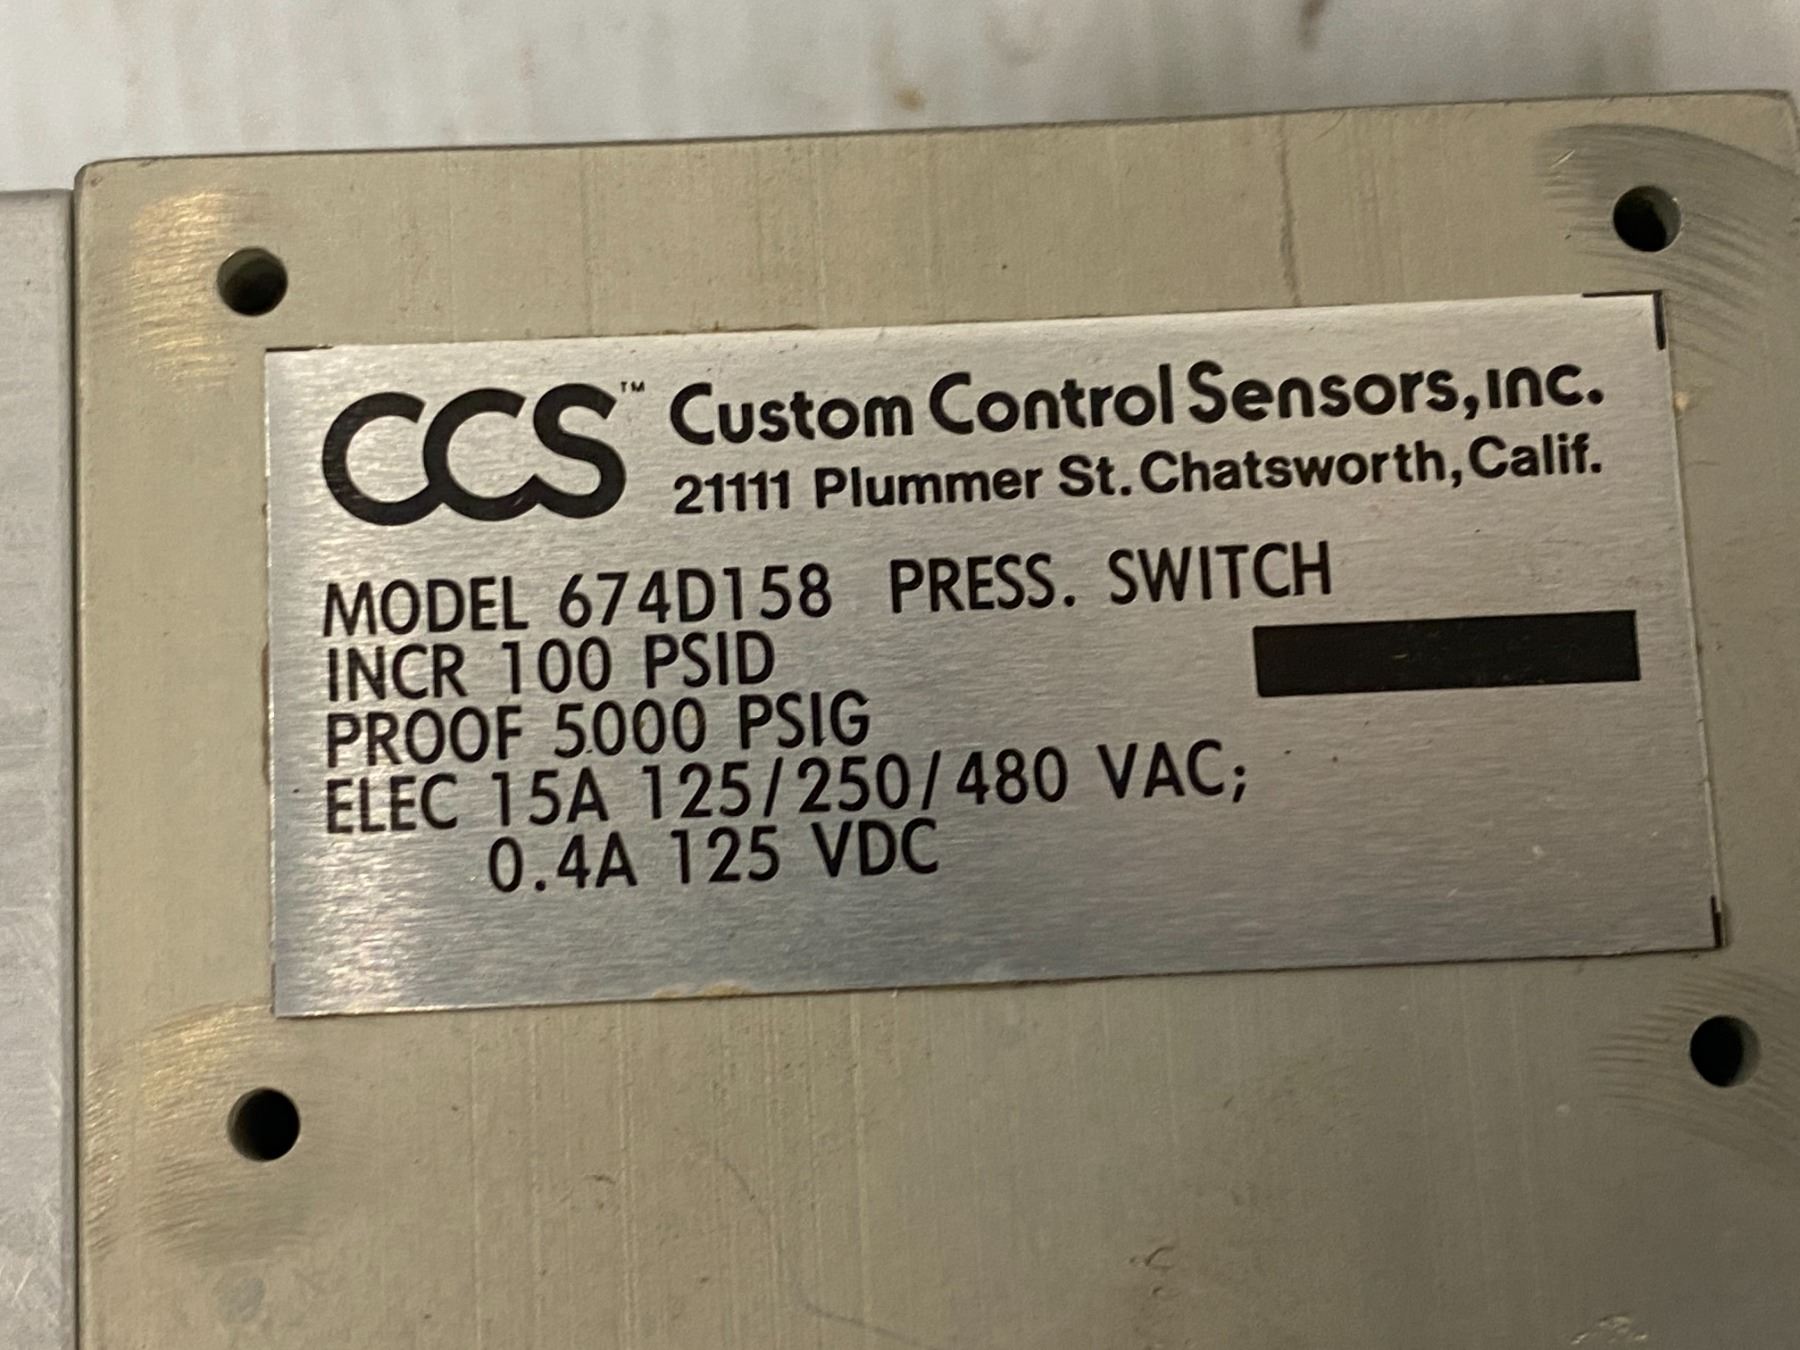 CCS™ Custom Control Sensors, Inc.
21111 Plummer St. Chatsworth, Calif.
MODEL 674D158 PRESS. SWITCH
INCR 100 PSID
PROOF 5000 PSIG
ELEC 15A 125/250/480 VAC;
0.4A 125 VDC